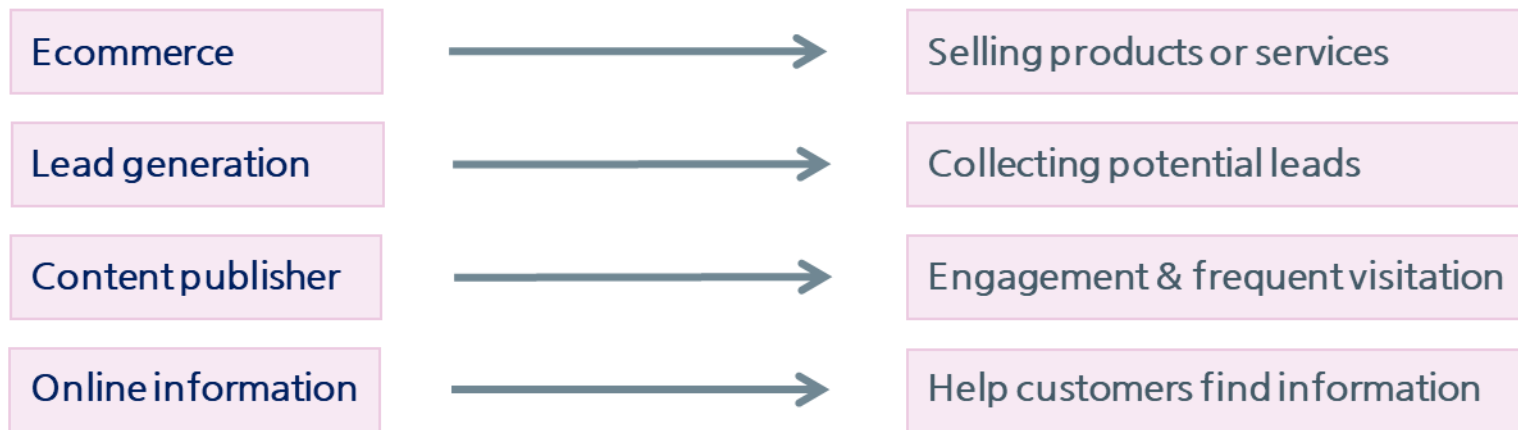 Ecommerce
Selling products or services
Lead generation
Collecting potential leads
Content publisher
Engagement & frequent visitation
Online information
Help customers find information